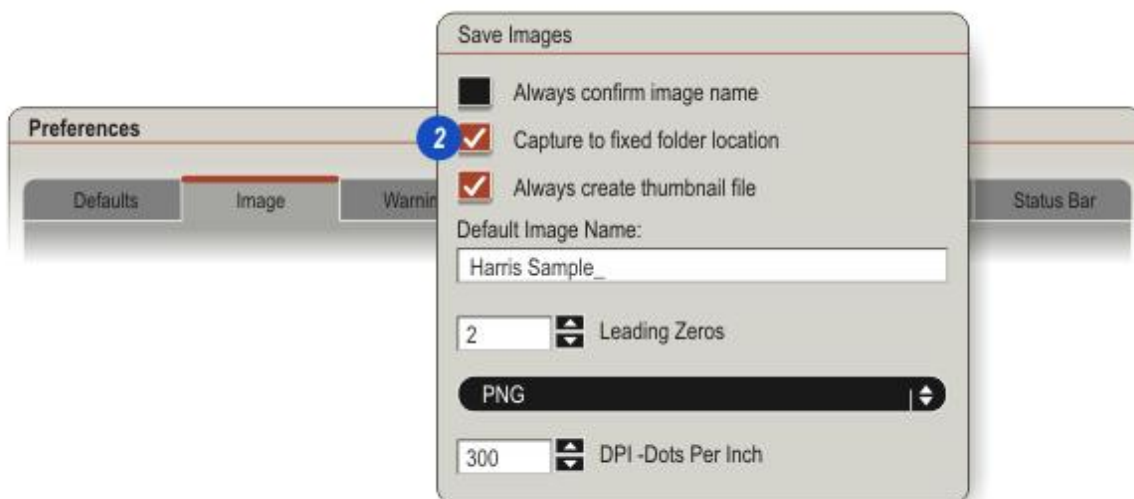 Save Images
Always confirm image name
Preferences
2 Capture to fixed folder location
Always create thumbnail file
Defaults Image Status Bar
Default Image Name:
Harris Sample_
2 Leading Zeros
PNG
300 DPI -Dots Per Inch